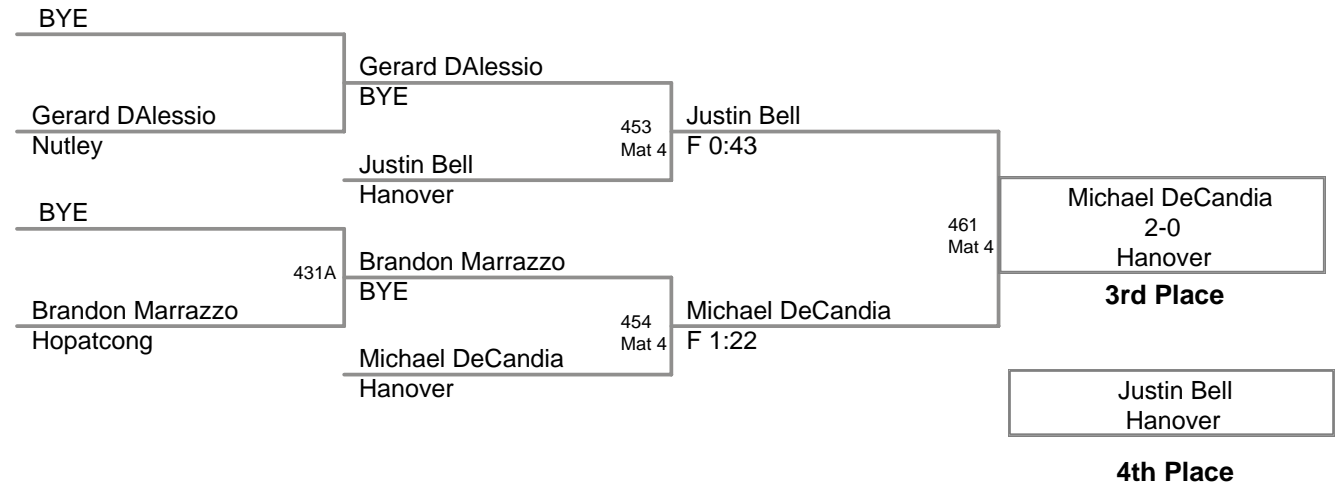 BYE
Gerard DAlessio
BYE
Gerard DAlessio
Nutley
453
Mat 4
Justin Bell
F 0:43
Justin Bell
Hanover
BYE
Michael DeCandia
2-0
Hanover
3rd Place
461
Mat 4
431A
Brandon Marrazzo
BYE
Brandon Marrazzo
Hopatcong
454
Mat 4
Michael DeCandia
F 1:22
Michael DeCandia
Hanover
Justin Bell
Hanover
4th Place